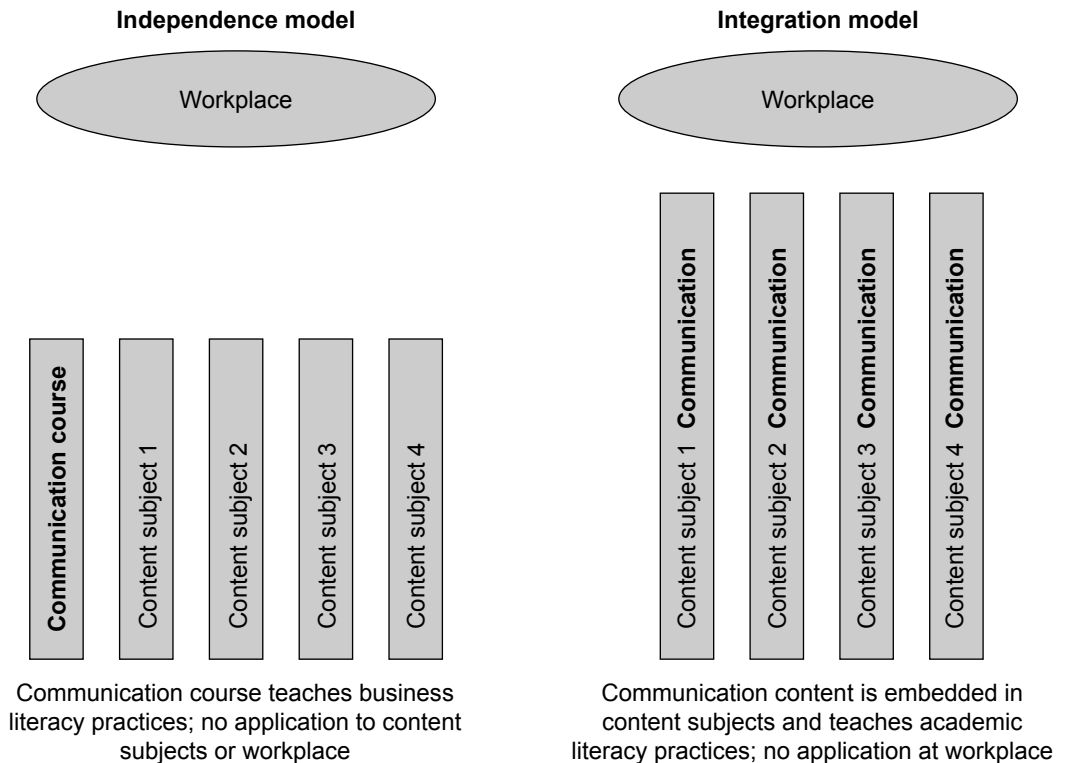 Independence model
Workplace
Communication course
Content subject 1
Content subject 2
Content subject 3
Content subject 4
Communication course teaches business
literacy practices; no application to content
subjects or workplace
Integration model
Workplace
Content subject 1 Communication
Content subject 2 Communication
Content subject 3 Communication
Content subject 4 Communication
Communication content is embedded in
content subjects and teaches academic
literacy practices; no application at workplace